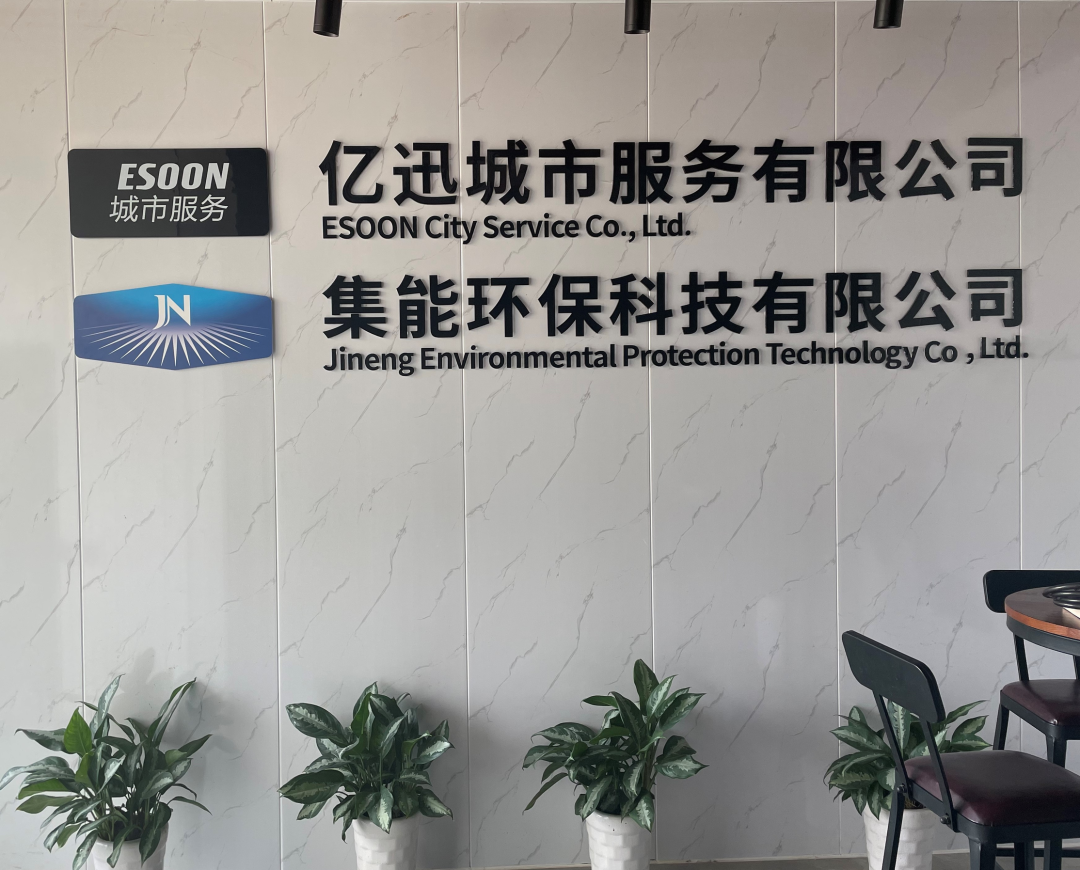 ESOON
城市服务
亿迅城市服务有限公司
ESOON City Service Co., Ltd.
JN
集能环保科技有限公司
Jineng Environmental Protection Technology Co , Ltd.